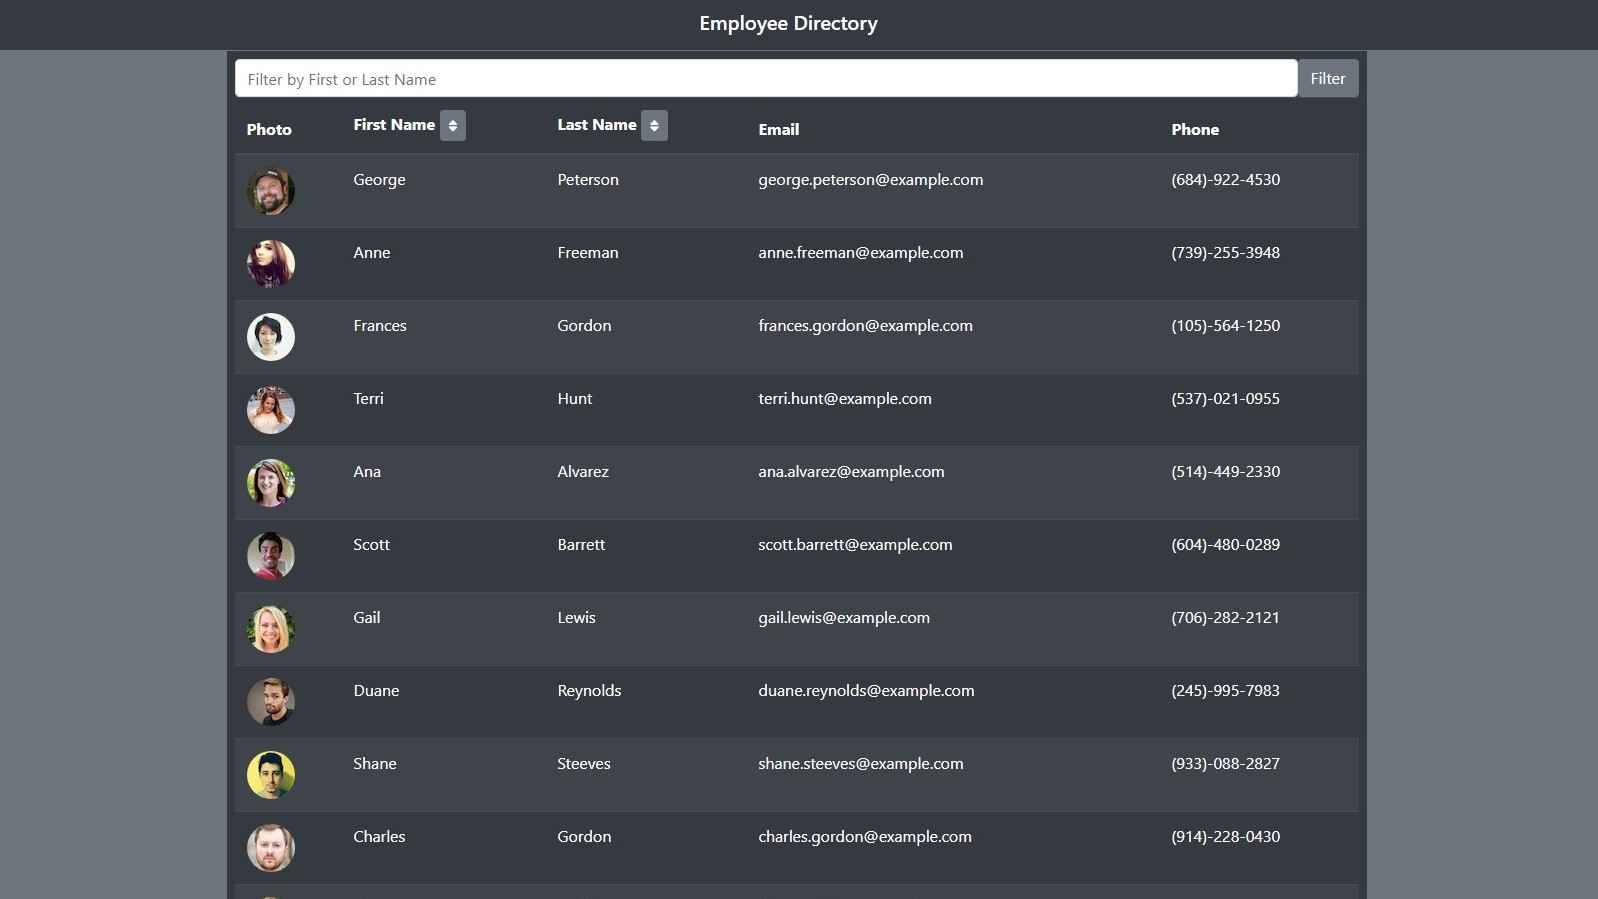 Employee Directory
Filter by First or Last Name Filter
Photo First Name Last Name Email Phone
George Peterson george.peterson@example.com (684)-922-4530
Anne Freeman anne.freeman@example.com (739)-255-3948
Frances Gordon frances.gordon@example.com (105)-564-1250
Terri Hunt terri.hunt@example.com (537)-021-0955
Ana Alvarez ana.alvarez@example.com (514)-449-2330
Scott Barrett scott.barrett@example.com (604)-480-0289
Gail Lewis gail.lewis@example.com (706)-282-2121
Duane Reynolds duane.reynolds@example.com (245)-995-7983
Shane Steeves shane.steeves@example.com (933)-088-2827
Charles Gordon charles.gordon@example.com (914)-228-0430